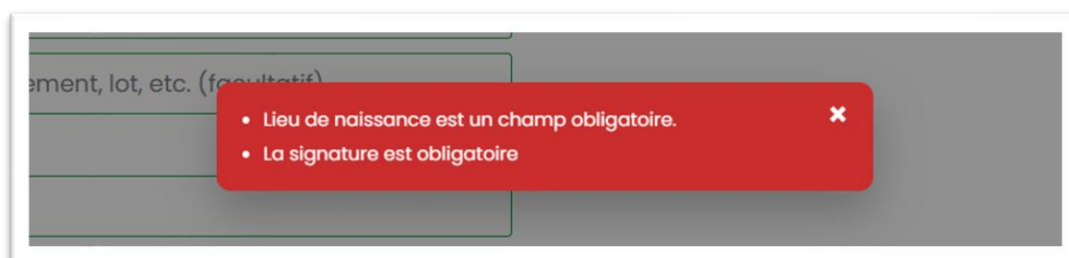 ement, lot, etc. (facultatif)
• Lieu de naissance est un champ obligatoire.
• La signature est obligatoire